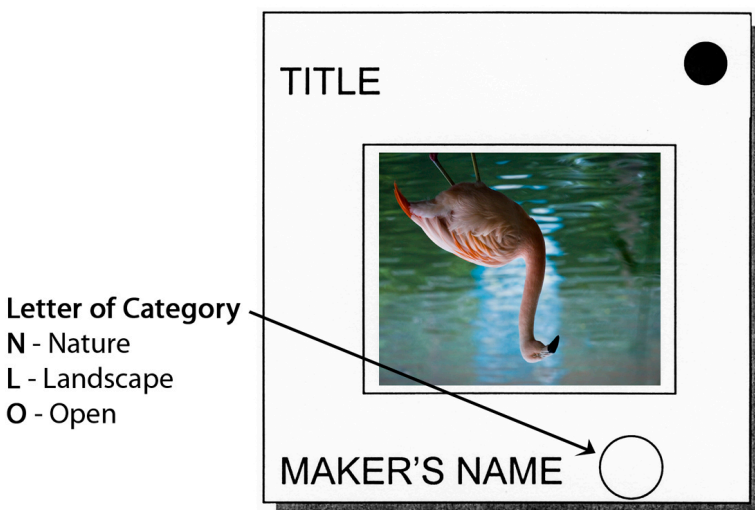 TITLE
Letter of Category
N - Nature
L - Landscape
O - Open
MAKER'S NAME